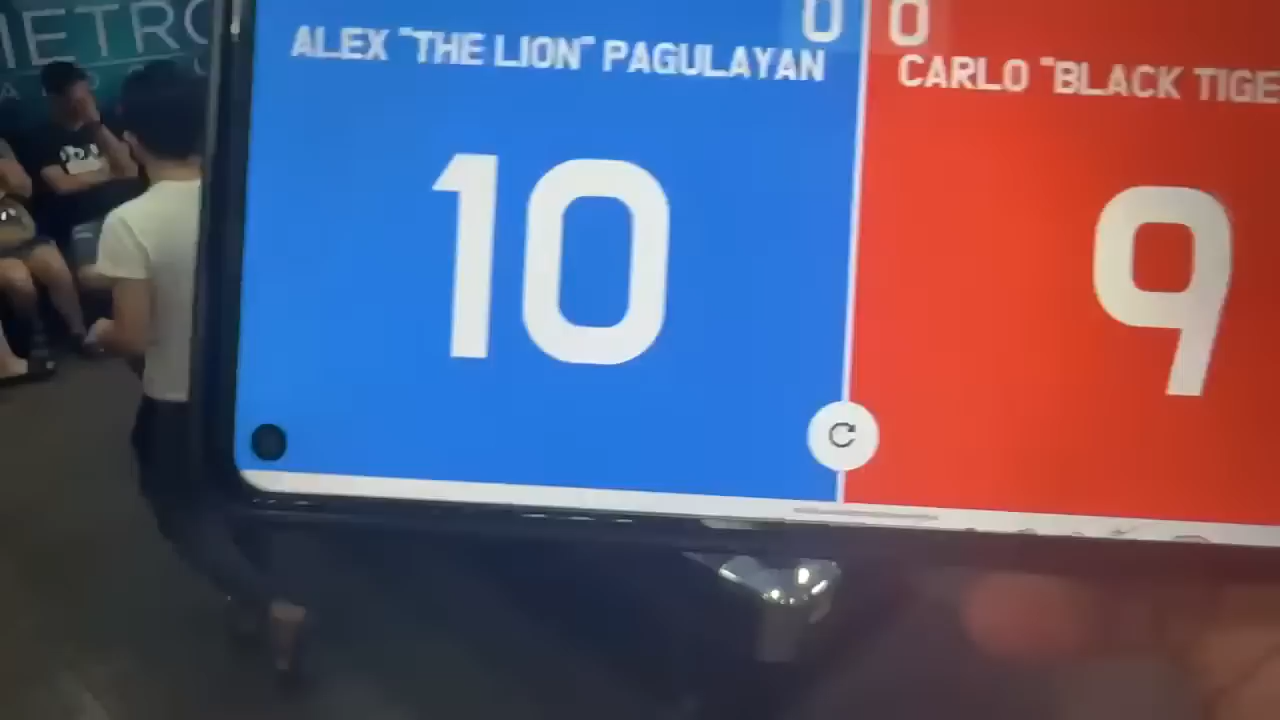 METRO
A
0 0
ALEX "THE LION" PAGULAYAN
CARLO "BLACK TIGE
10
9